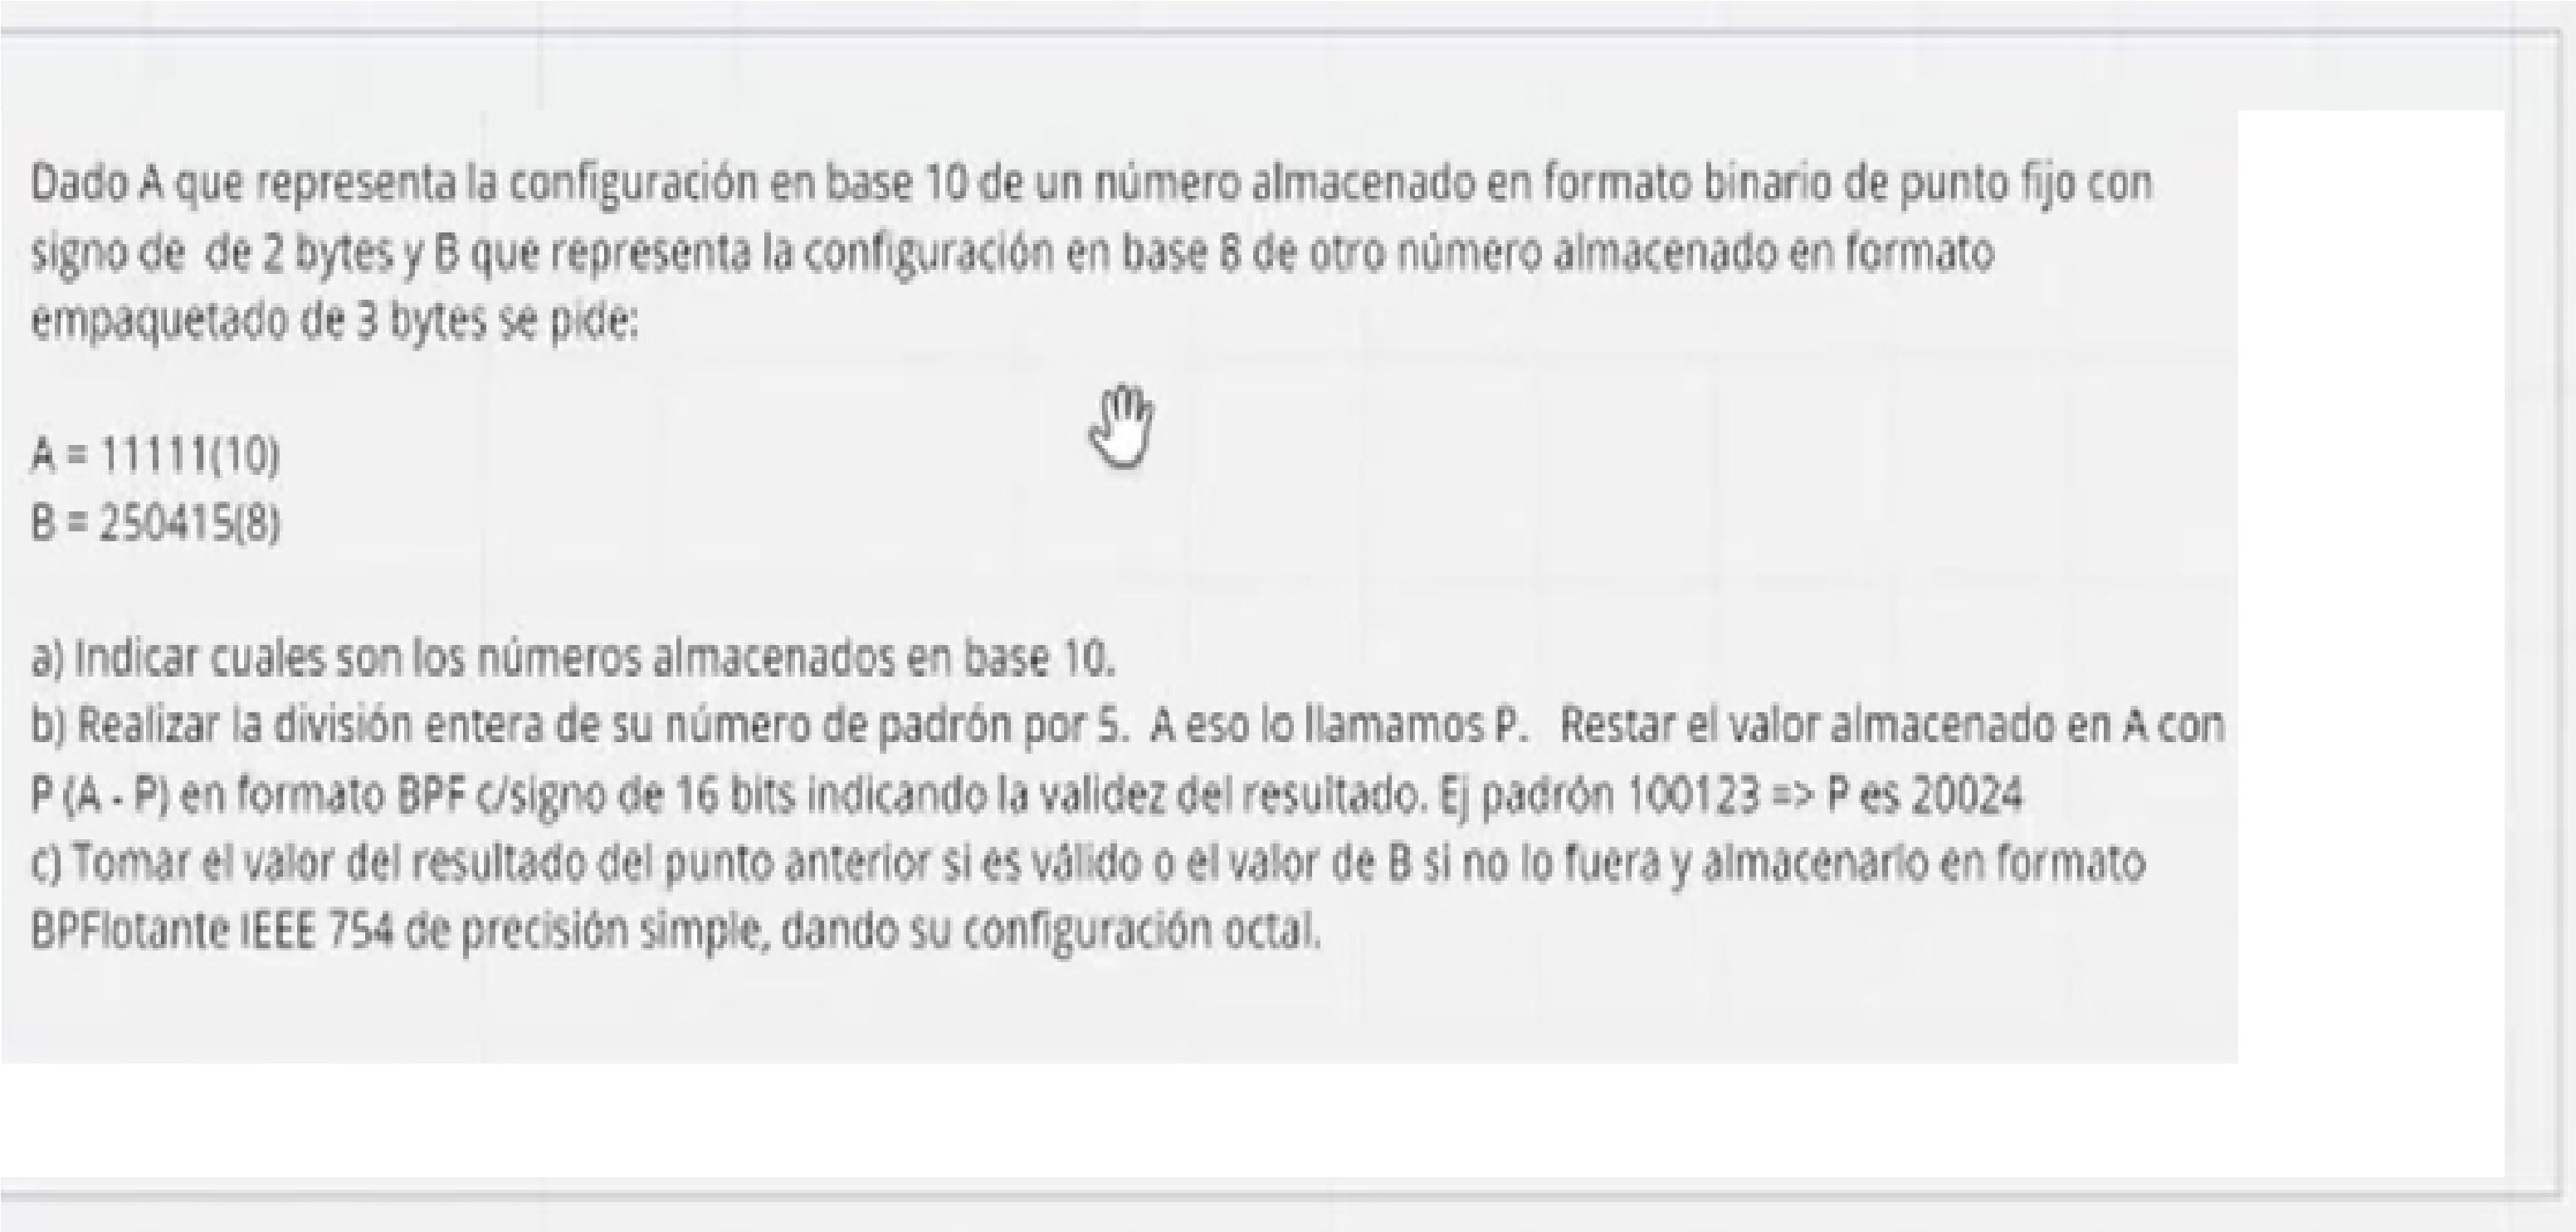 Dado A que representa la configuración en base 10 de un número almacenado en formato binario de punto fijo con
signo de de 2 bytes y B que representa la configuración en base 8 de otro número almacenado en formato
empaquetado de 3 bytes se pide:
A = 11111(10)
B = 250415(8)
a) Indicar cuales son los números almacenados en base 10.
b) Realizar la división entera de su número de padrón por 5. A eso lo llamamos P. Restar el valor almacenado en A con
P (A - P) en formato BPF c/signo de 16 bits indicando la validez del resultado. Ej padrón 100123 => P es 20024
c) Tomar el valor del resultado del punto anterior si es válido o el valor de B si no lo fuera y almacenarlo en formato
BPFlotante IEEE 754 de precisión simple, dando su configuración octal.